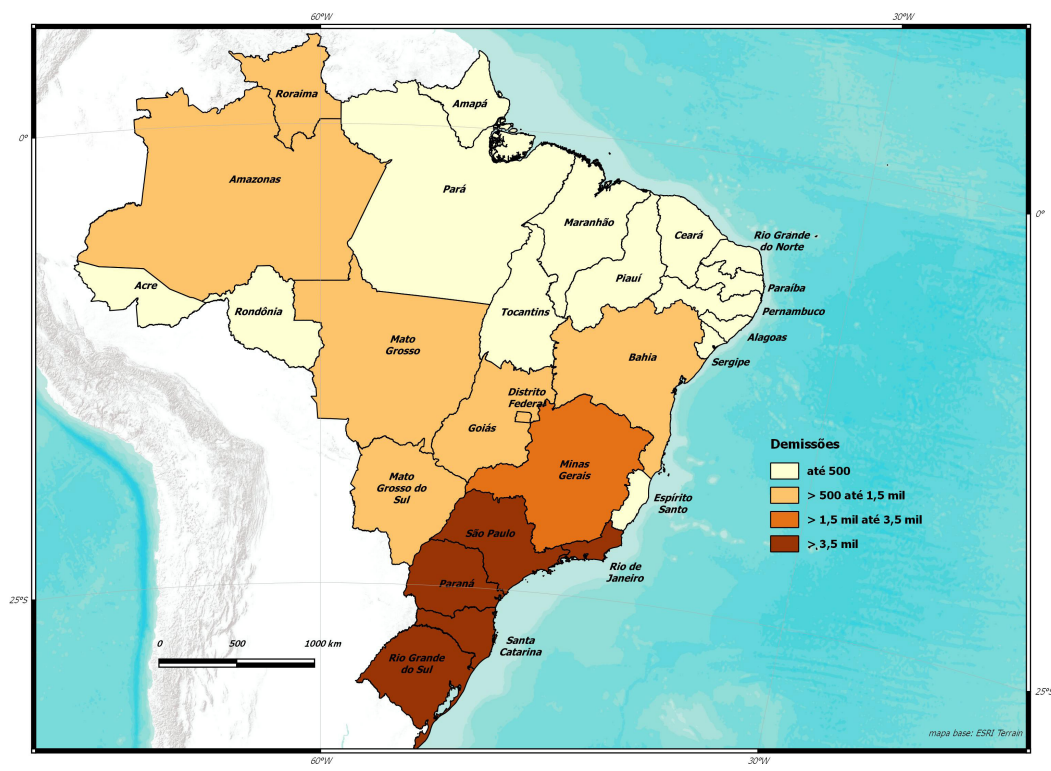 60°W
30°W
Roraima
Amapá
0°
Amazonas
Pará
Maranhão
Ceará
0°
Rio Grande
do Norte
Piauí
Acre
Paraíba
Rondônia
Tocantins
Pernambuco
Mato
Grosso
Alagoas
Bahia
Sergipe
Distrito
Federal
Goiás
Demissões
até 500
> 500 até 1,5 mil
> 1,5 mil até 3,5 mil
> 3,5 mil
Minas
Gerais
Mato
Grosso do
Sul
Espírito
Santo
São Paulo
Rio de
Janeiro
Paraná
25°S
0 500 1000 km
Santa
Catarina
Rio Grande
do Sul
25°S
mapa base: ESRI Terrain
60°W
30°W